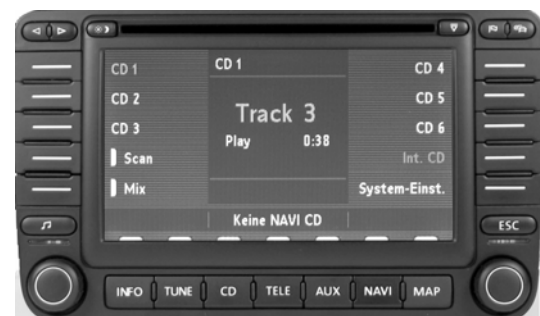 CD 1
CD 2
CD 3
Scan
Mix
CD 1
Track 3
Play 0:38
CD 4
CD 5
CD 6
Int. CD
System-Einst.
Keine NAVI CD
ESC
INFO TUNE CD TELE AUX NAVI MAP